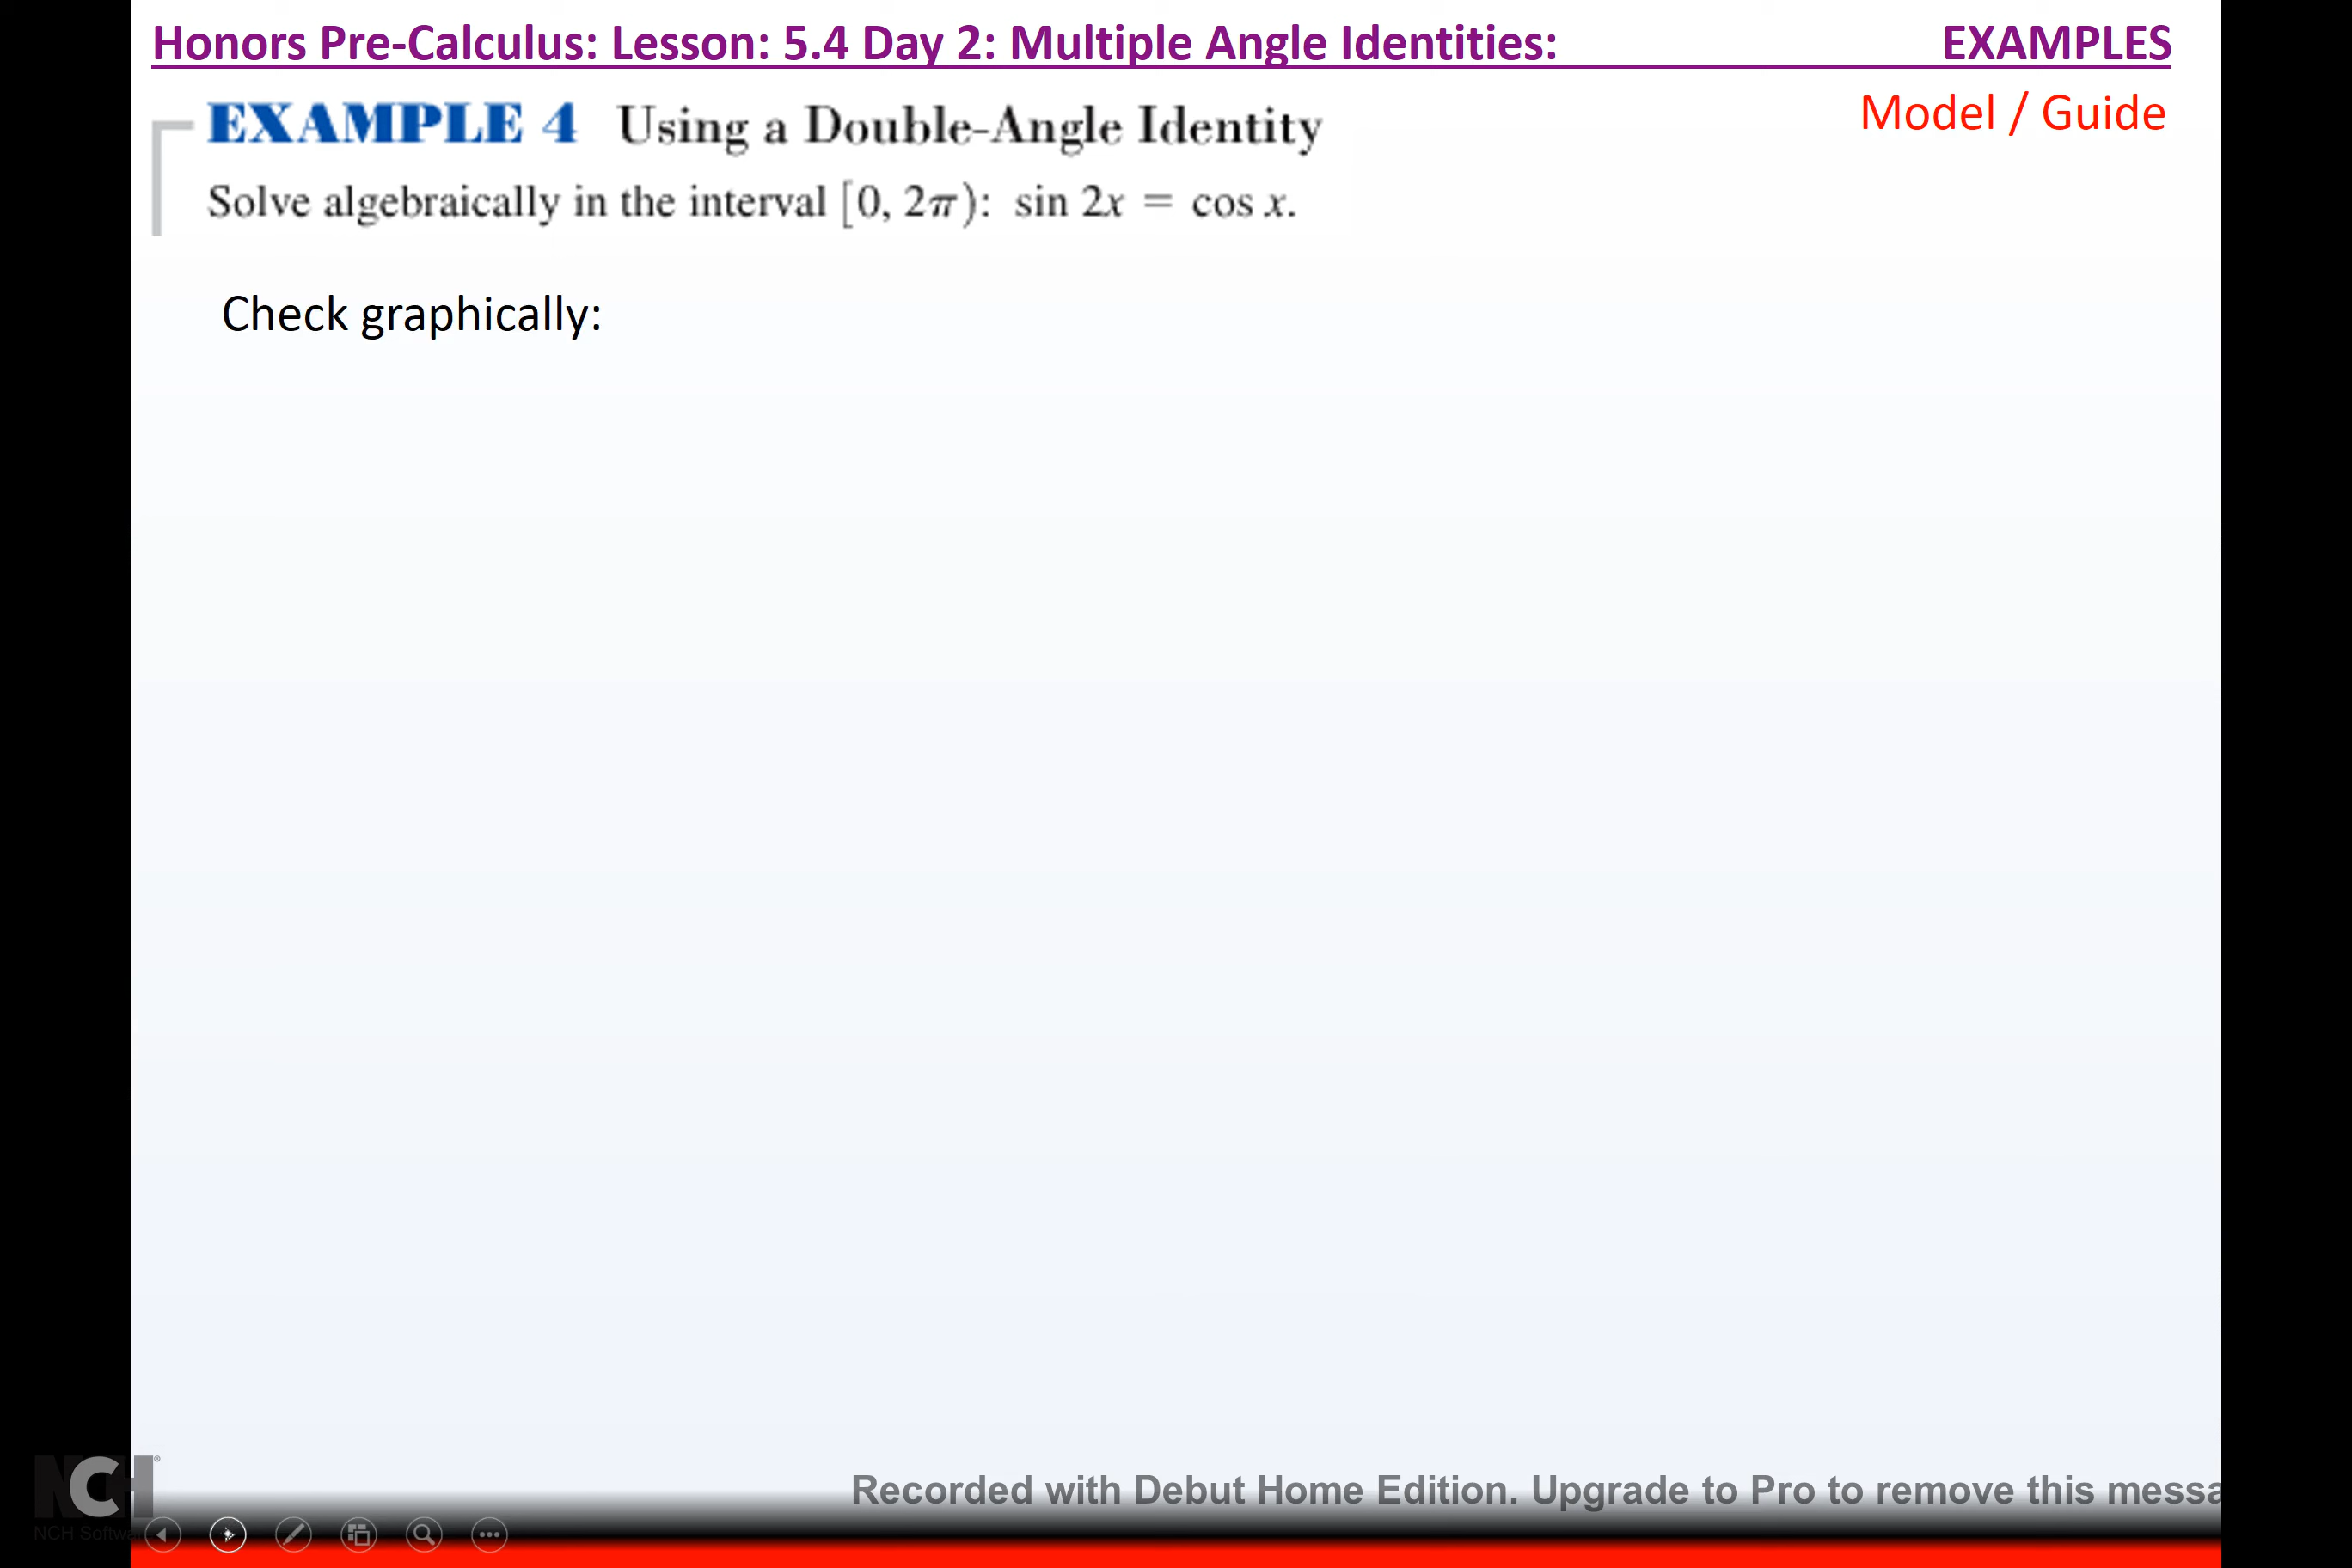 Honors Pre-Calculus: Lesson: 5.4 Day 2: Multiple Angle Identities: EXAMPLES
EXAMPLE 4 Using a Double-Angle Identity
Model / Guide
Solve algebraically in the interval [0, 2π): sin 2x = cos x.
Check graphically:
NCH®
Recorded with Debut Home Edition. Upgrade to Pro to remove this messa
NCH Softwa